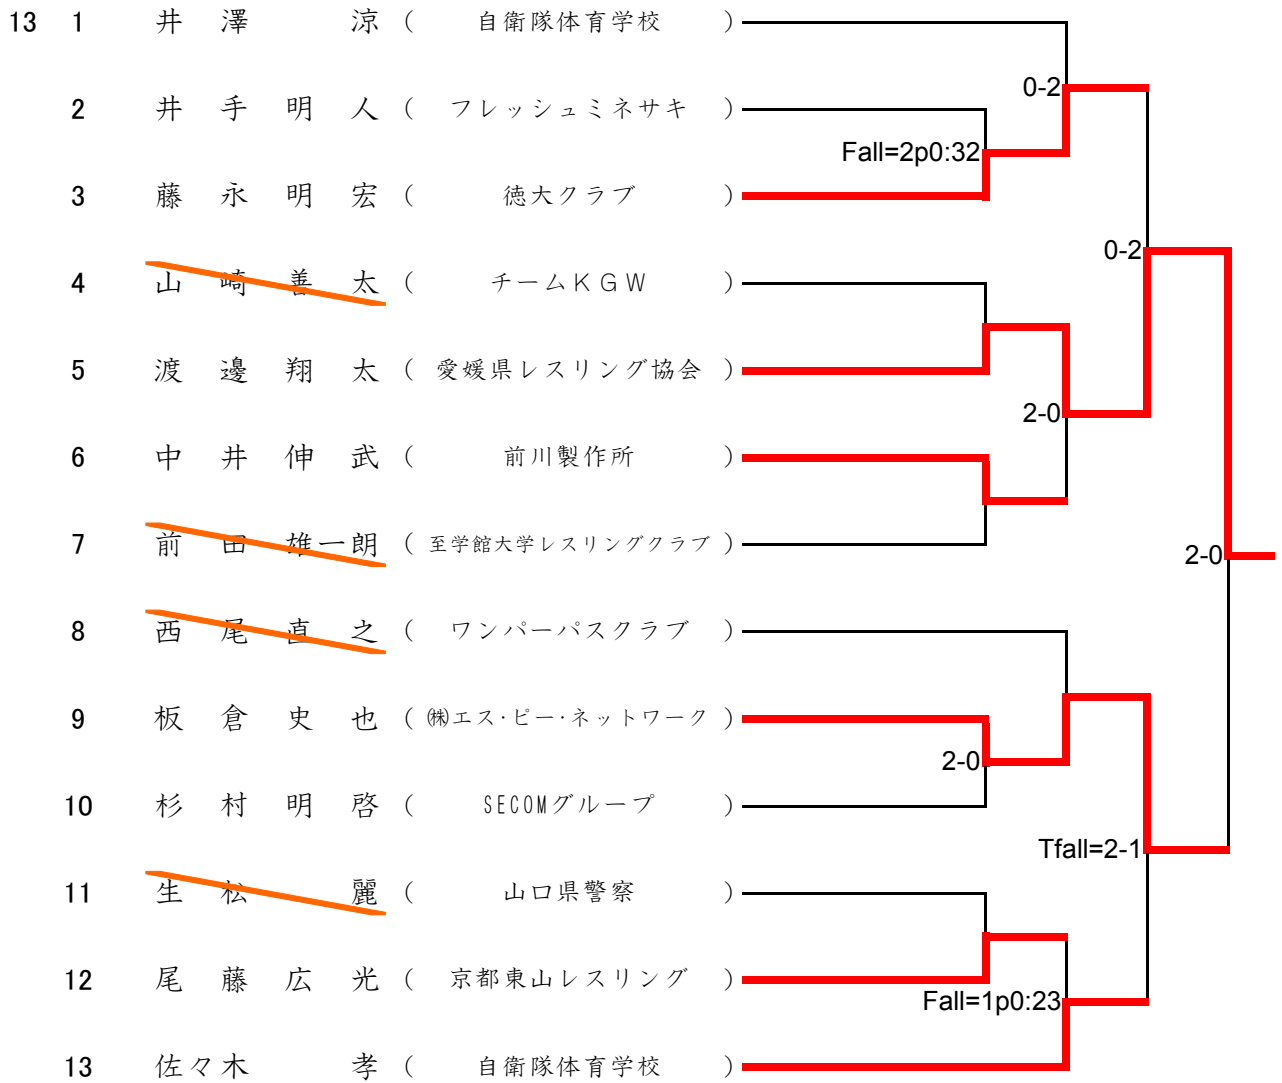 13 1 井澤 涼 ( 自衛隊体育学校 )
0-2
2 井手明人 ( フレッシュミネサキ )
Fall=2p0:32
3 藤永明宏 ( 徳大クラブ )
0-2
4 山崎善太 ( チームKGW )
5 渡邊翔太 ( 愛媛県レスリング協会 )
2-0
6 中井伸武 ( 前川製作所 )
7 前田雄一朗 ( 至学館大学レスリングクラブ )
2-0
8 西尾直之 ( ワンパーパスクラブ )
9 板倉史也 ( ㈱エス・ピー・ネットワーク )
2-0
10 杉村明啓 ( SECOMグループ )
Tfall=2-1
11 生松 麗 ( 山口県警察 )
12 尾藤広光 ( 京都東山レスリング )
Fall=1p0:23
13 佐々木 孝 ( 自衛隊体育学校 )